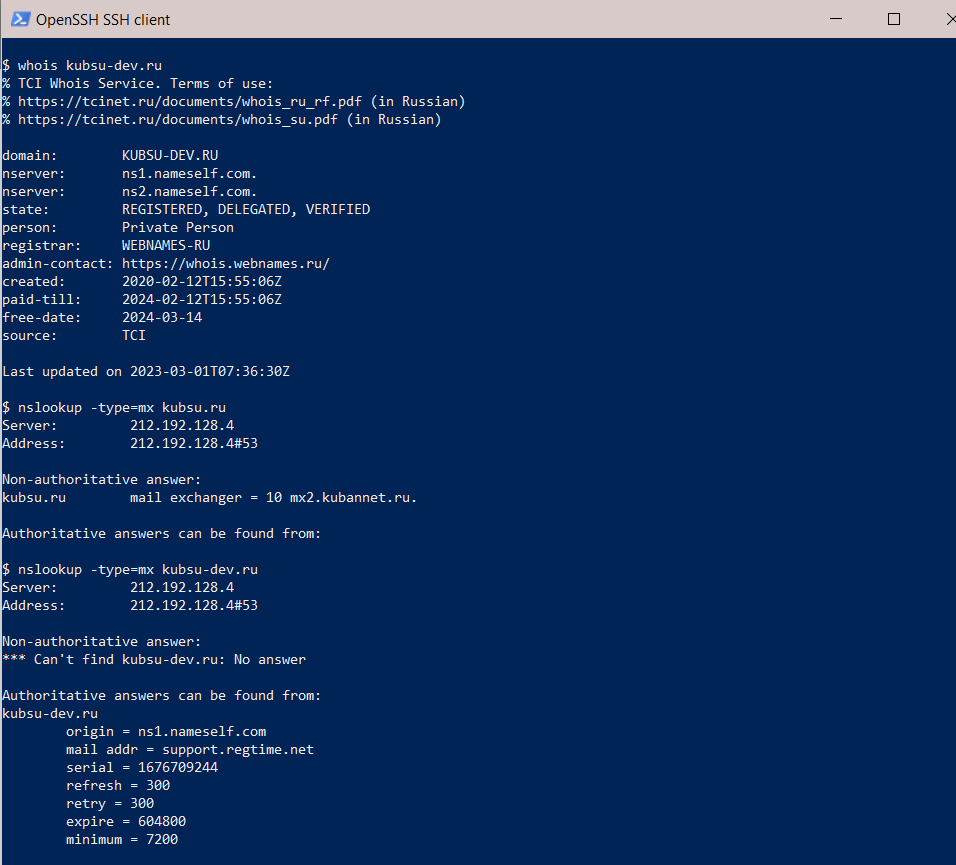 OpenSSH SSH client
$ whois kubsu-dev.ru
% TCI Whois Service. Terms of use:
% https://tcinet.ru/documents/whois_ru_rf.pdf (in Russian)
% https://tcinet.ru/documents/whois_su.pdf (in Russian)
domain:        KUBSU-DEV.RU
nserver:       ns1.nameself.com.
nserver:       ns2.nameself.com.
state:         REGISTERED, DELEGATED, VERIFIED
person:        Private Person
registrar:     WEBNAMES-RU
admin-contact: https://whois.webnames.ru/
created:       2020-02-12T15:55:06Z
paid-till:     2024-02-12T15:55:06Z
free-date:     2024-03-14
source:        TCI
Last updated on 2023-03-01T07:36:30Z
$ nslookup -type=mx kubsu.ru
Server:         212.192.128.4
Address:        212.192.128.4#53
Non-authoritative answer:
kubsu.ru        mail exchanger = 10 mx2.kubannet.ru.
Authoritative answers can be found from:
$ nslookup -type=mx kubsu-dev.ru
Server:         212.192.128.4
Address:        212.192.128.4#53
Non-authoritative answer:
*** Can't find kubsu-dev.ru: No answer
Authoritative answers can be found from:
kubsu-dev.ru
        origin = ns1.nameself.com
        mail addr = support.regtime.net
        serial = 1676709244
        refresh = 300
        retry = 300
        expire = 604800
        minimum = 7200